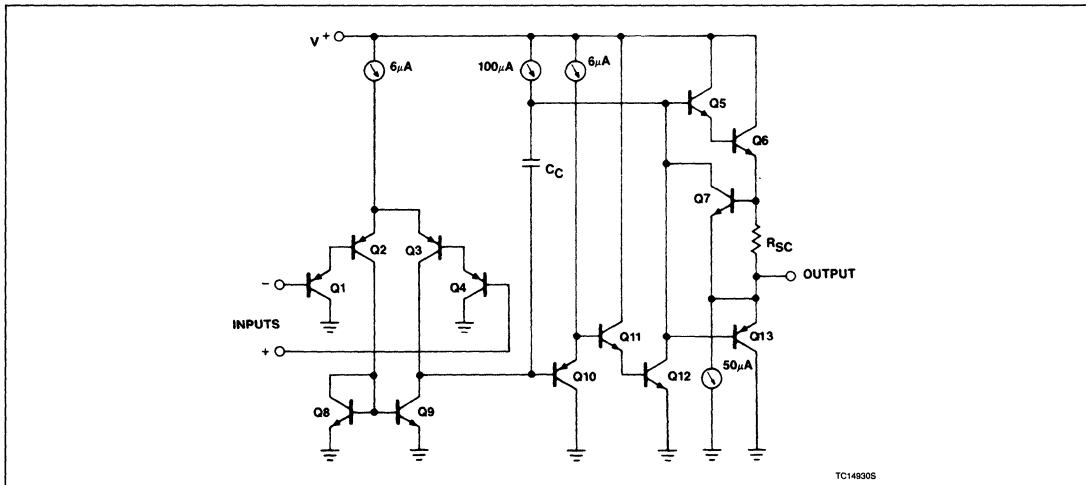 V+
6μA
100μA
6μA
Q5
Q6
CC
Q7
RSC
Q2
Q3
OUTPUT
Q1
Q4
−
INPUTS
+
Q11
Q13
Q10
Q12
50μA
Q8
Q9
TC14930S